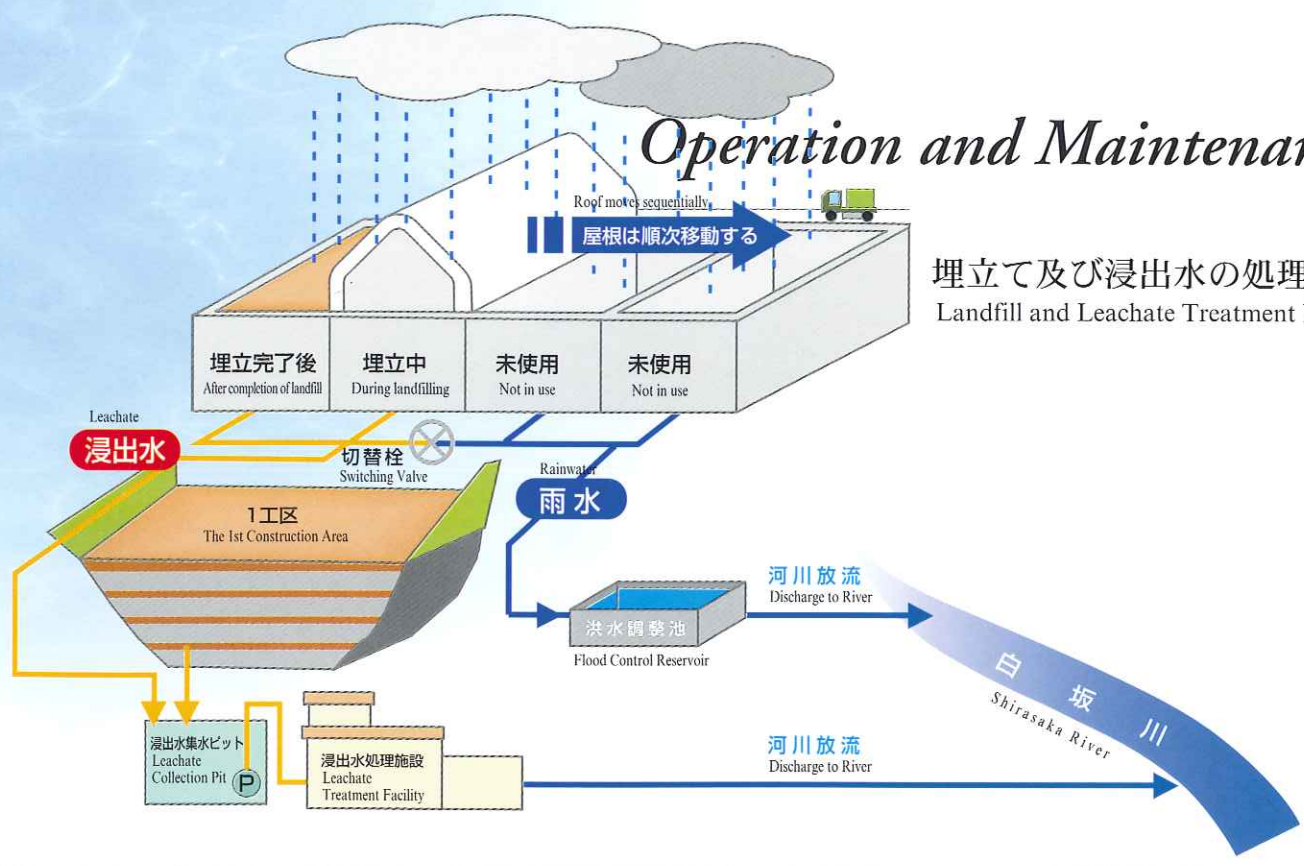 Operation and Maintenan
Roof moves sequentially
屋根は順次移動する
埋立て及び浸出水の処理
Landfill and Leachate Treatment
埋立完了後
After completion of landfill
埋立中
During landfilling
未使用
Not in use
未使用
Not in use
Leachate
浸出水
切替栓
Switching Valve
Rainwater
雨水
1工区
The 1st Construction Area
河川放流
Discharge to River
洪水調整池
Flood Control Reservoir
白坂川
Shirasaka River
浸出水集水ピット
Leachate
Collection Pit
P
浸出水処理施設
Leachate
Treatment Facility
河川放流
Discharge to River